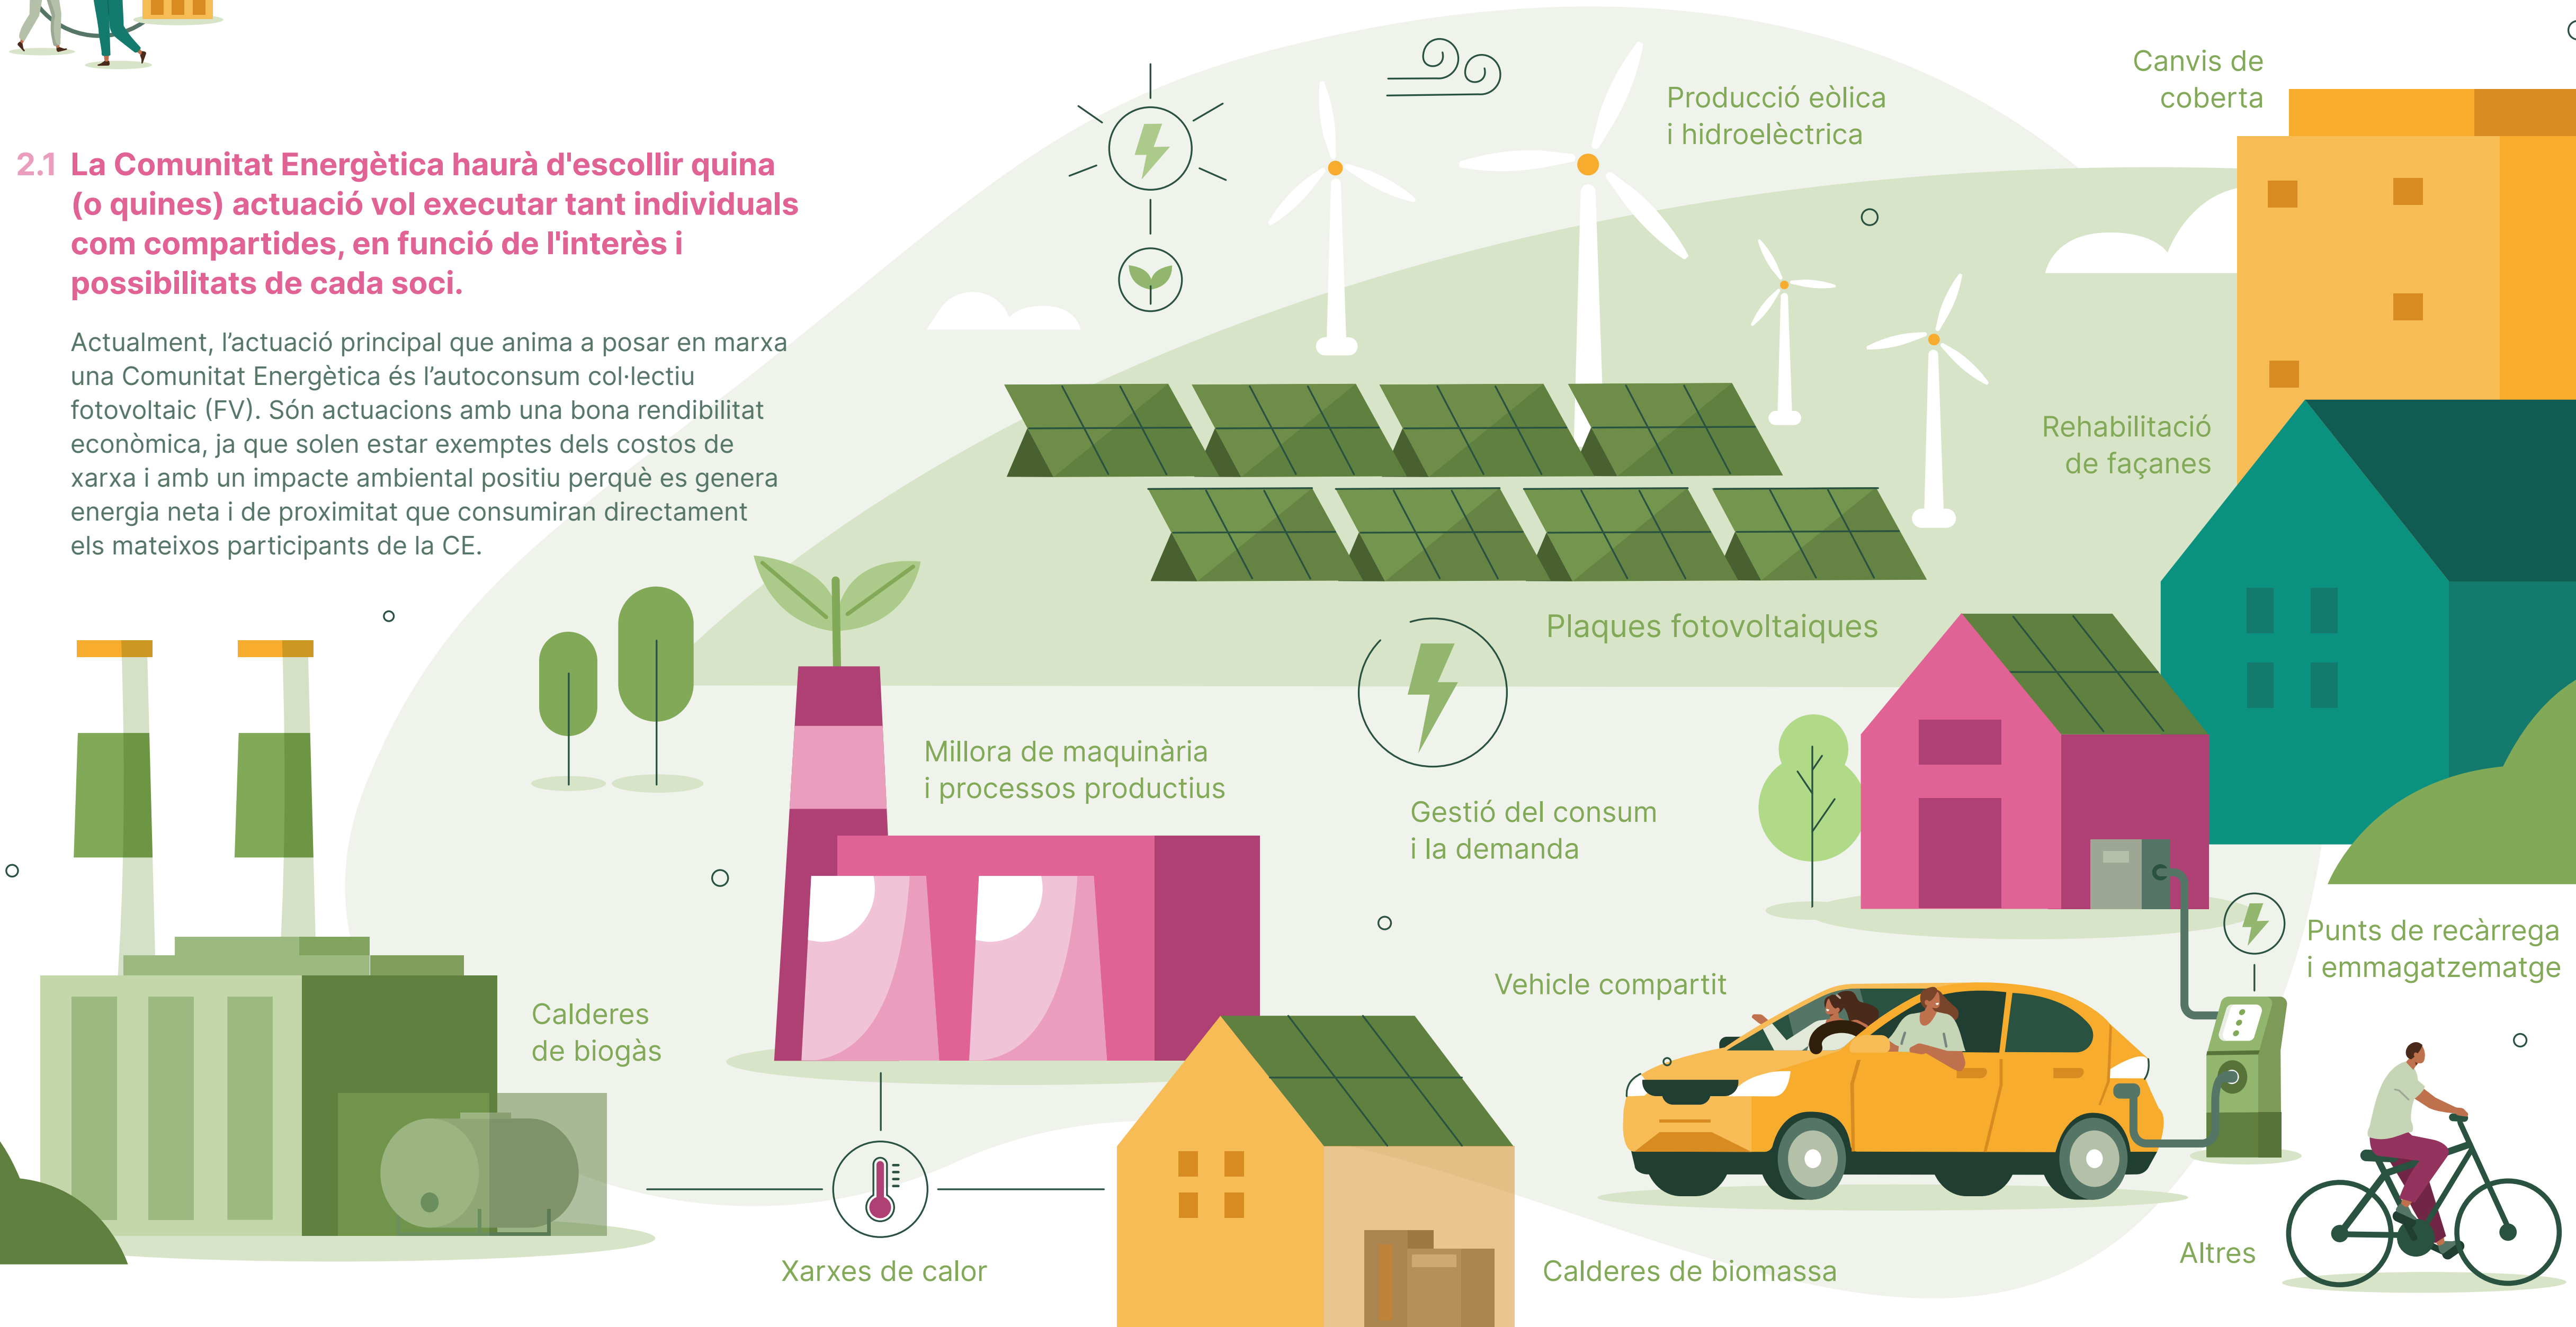 2.1 La Comunitat Energètica haurà d'escollir quina
(o quines) actuació vol executar tant individuals
com compartides, en funció de l'interès i
possibilitats de cada soci.
Actualment, l’actuació principal que anima a posar en marxa
una Comunitat Energètica és l’autoconsum col·lectiu
fotovoltaic (FV). Són actuacions amb una bona rendibilitat
econòmica, ja que solen estar exemptes dels costos de
xarxa i amb un impacte ambiental positiu perquè es genera
energia neta i de proximitat que consumiran directament
els mateixos participants de la CE.
Producció eòlica
i hidroelèctrica
Canvis de
coberta
Rehabilitació
de façanes
Plaques fotovoltaiques
Millora de maquinària
i processos productius
Gestió del consum
i la demanda
Punts de recàrrega
i emmagatzematge
Vehicle compartit
Calderes
de biogàs
Xarxes de calor
Calderes de biomassa
Altres